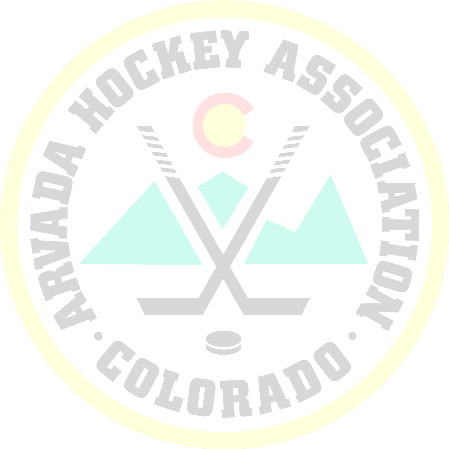 · ARVADA HOCKEY ASSOCIATION ·
COLORADO